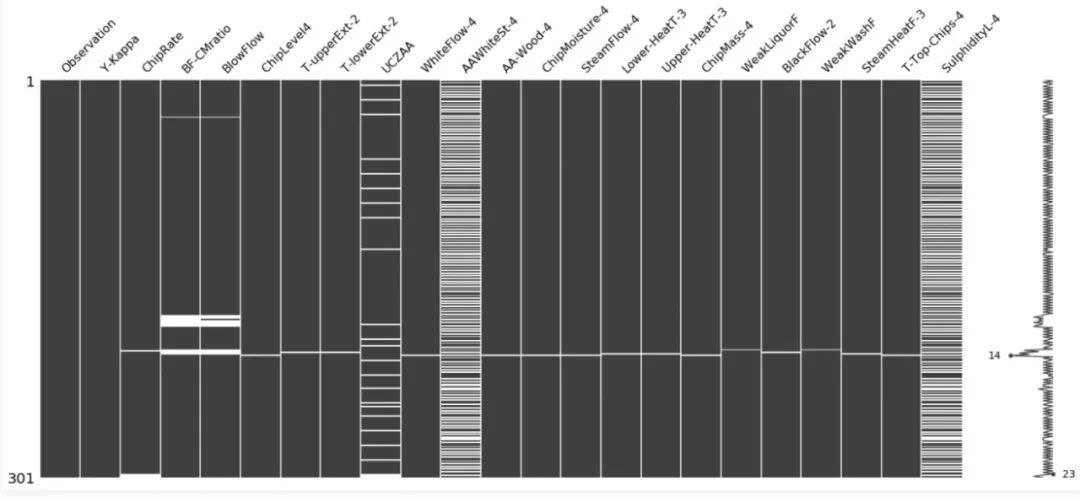 Observation
Y-Kappa
ChipRate
BF-CMratio
BlowFlow
ChipLevel4
T-upperExt-2
T-lowerExt-2
UCZAA
WhiteFlow-4
AAWhiteSt-4
AA-Wood-4
ChipMoisture-4
SteamFlow-4
Lower-HeatT-3
Upper-HeatT-3
ChipMass-4
WeakLiquorF
BlackFlow-2
WeakWashF
SteamHeatF-3
T-Top-Chips-4
SulphidityL-4
1
14
301
23